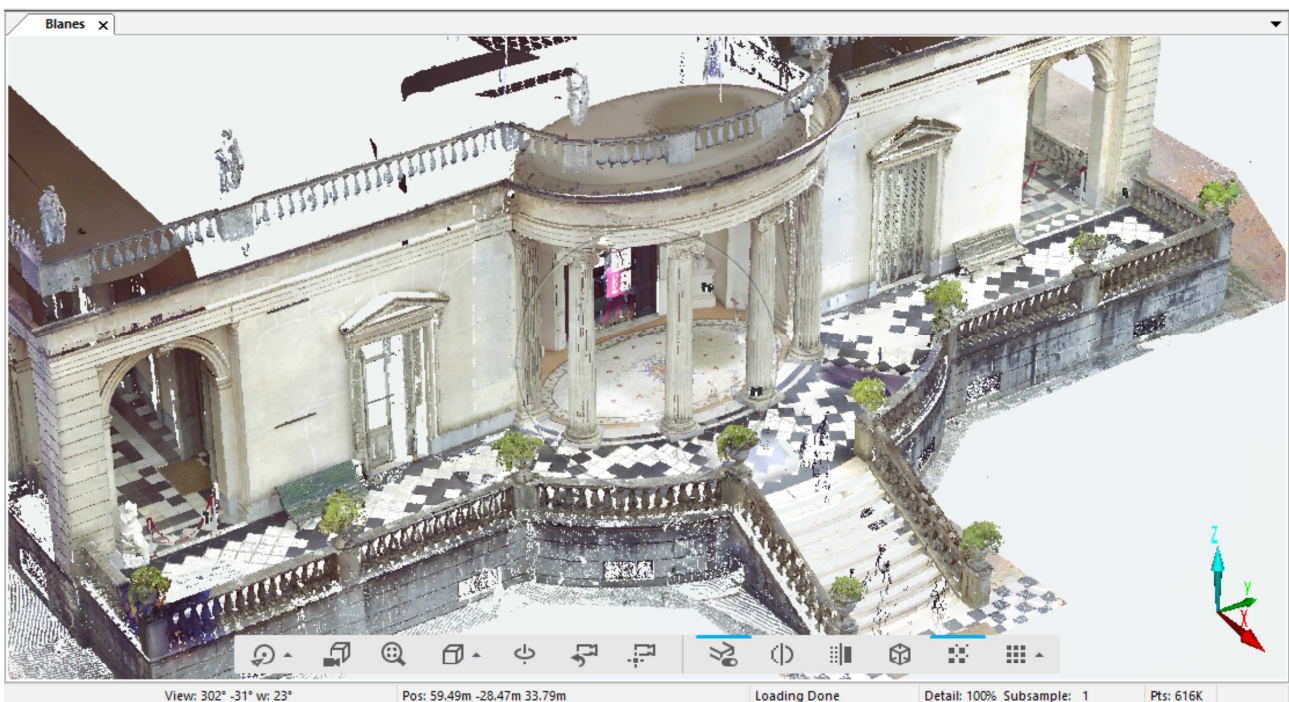 Blanes x
Z
Y
X
View: 302° -31° w: 23° Pos: 59.49m -28.47m 33.79m Loading Done Detail: 100% Subsample: 1 Pts: 616K